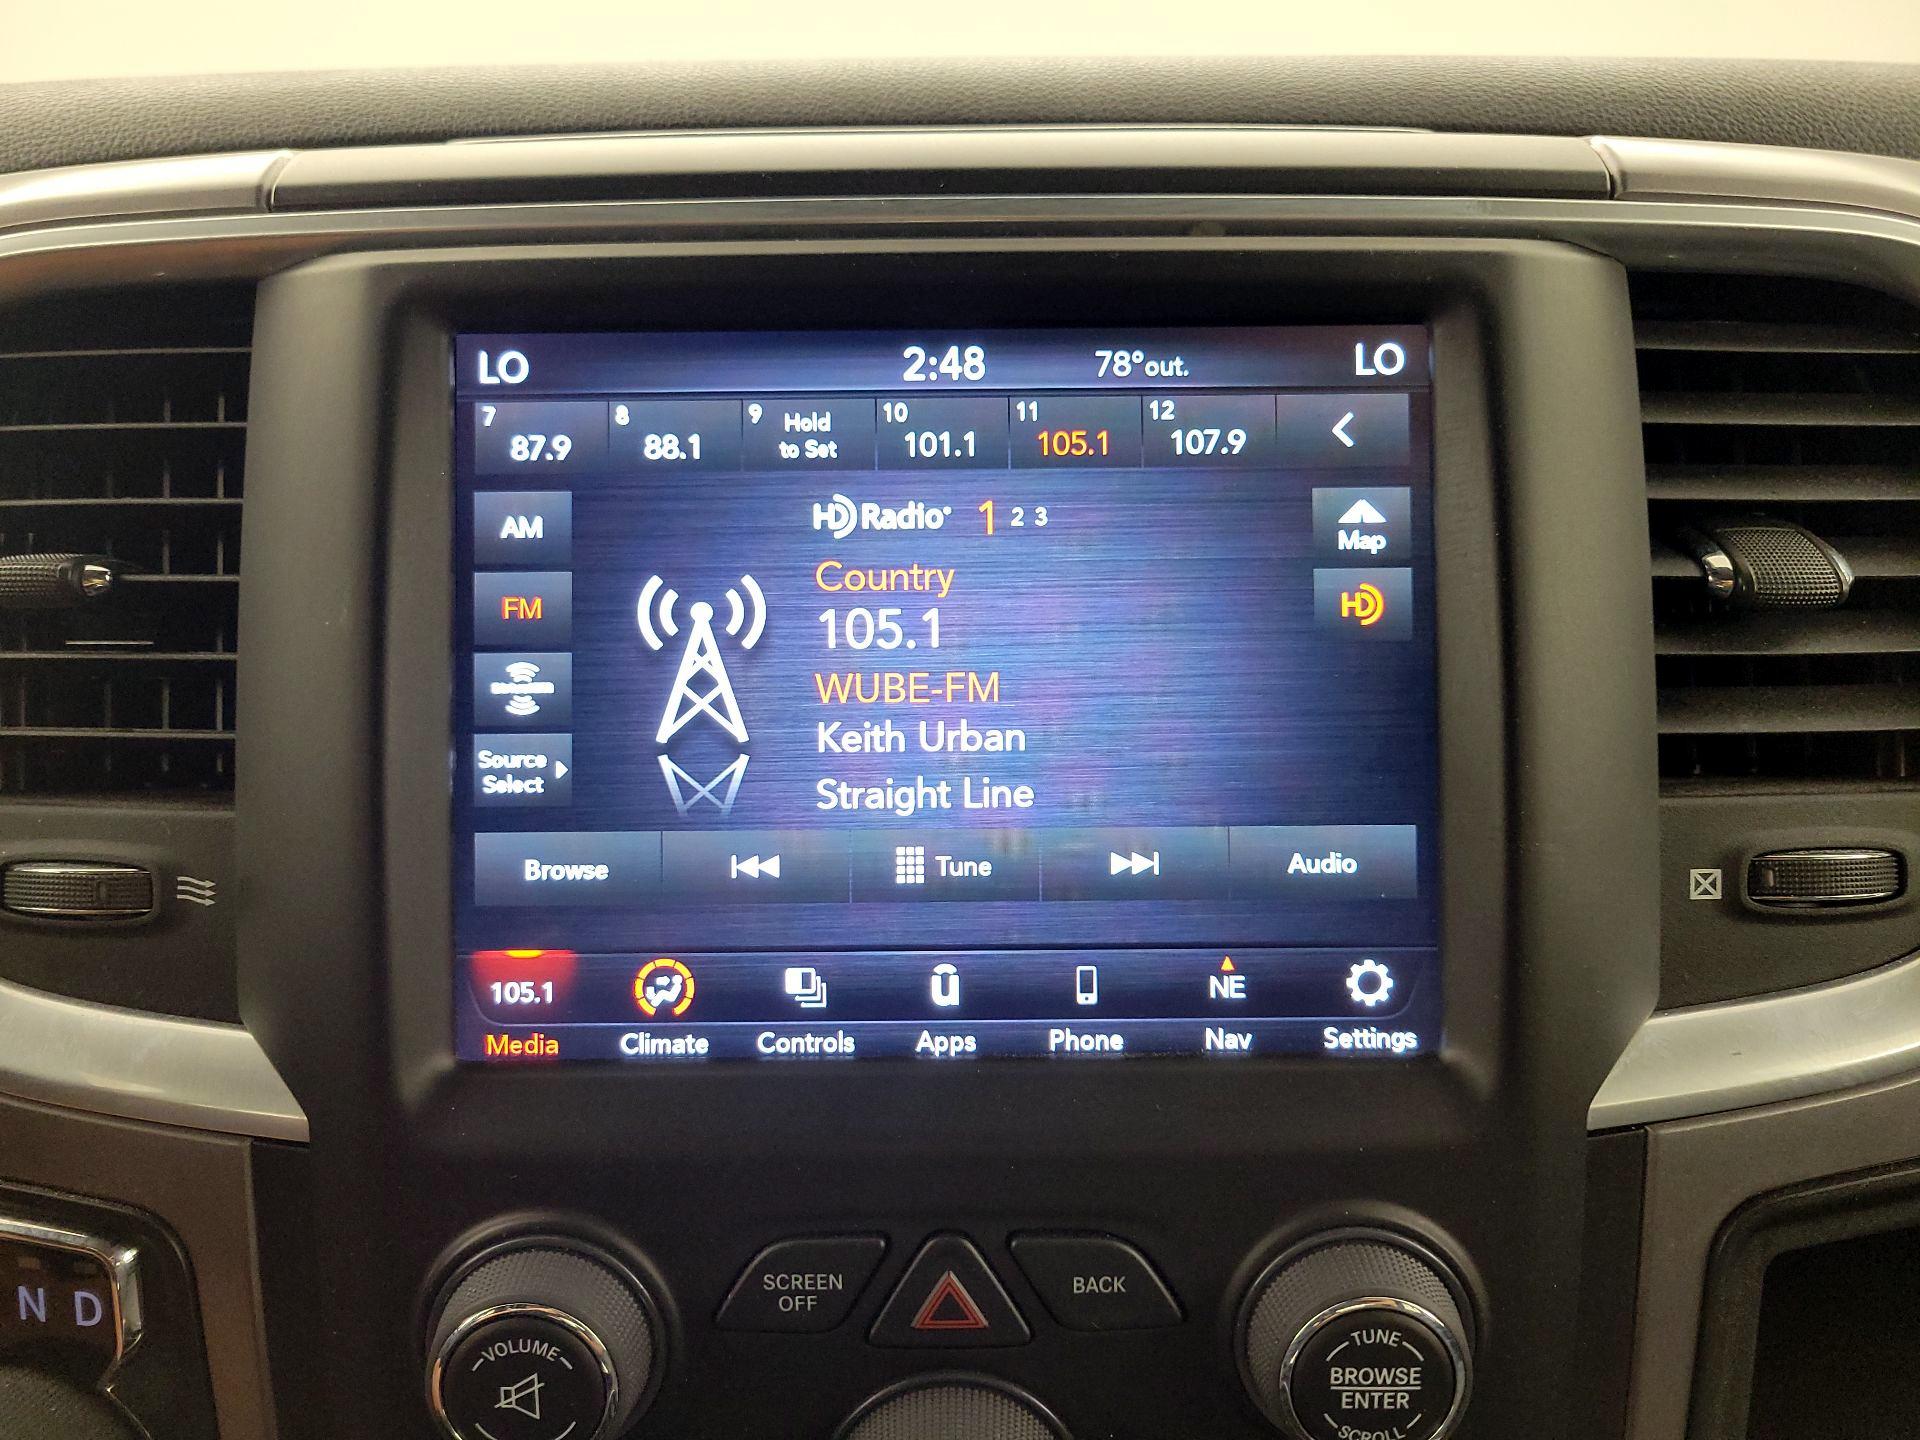 LO 2:48 78°out. LO
7 87.9 8 88.1 9 Hold to Set 10 101.1 11 105.1 12 107.9
AM
HD Radio 1 2 3
Map
Country
FM
105.1
HD
WUBE-FM
Keith Urban
Source
Select
Straight Line
Browse Tune Audio
105.1 NE
Media Climate Controls Apps Phone Nav Settings
SCREEN
OFF
BACK
N D
VOLUME
TUNE
BROWSE
ENTER
SCROLL